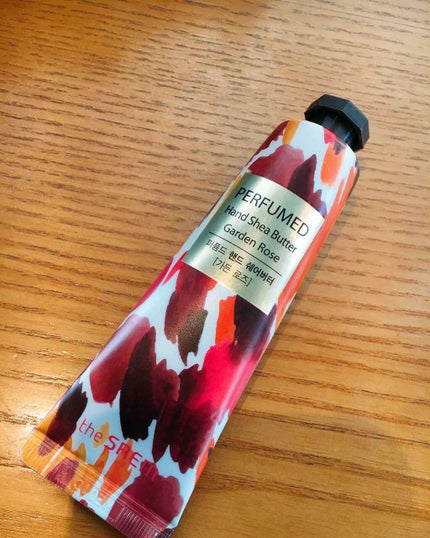 PERFUMED
Hand Shea Butter
Garden Rose
퍼퓸드 핸드 쉐어버터
[가든 로즈]
the SAEM